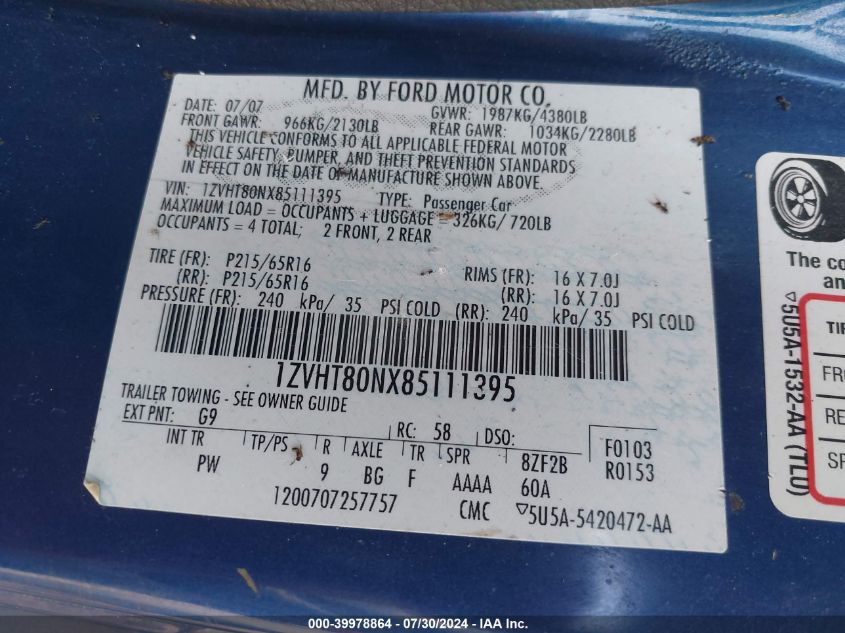 MFD. BY FORD MOTOR CO.
DATE: 07/07 GVWR: 1987KG/4380LB
FRONT GAWR: 966KG/2130LB REAR GAWR: 1034KG/2280LB
THIS VEHICLE CONFORMS TO ALL APPLICABLE FEDERAL MOTOR
VEHICLE SAFETY, BUMPER, AND THEFT PREVENTION STANDARDS
IN EFFECT ON THE DATE OF MANUFACTURE SHOWN ABOVE.
VIN: 1ZVHT80NX85111395 TYPE: Passenger Car
MAXIMUM LOAD = OCCUPANTS + LUGGAGE = 326KG/ 720LB
OCCUPANTS = 4 TOTAL; 2 FRONT, 2 REAR
TIRE (FR): P215/65R16 RIMS (FR): 16 X 7.0J
(RR): P215/65R16 (RR): 16 X 7.0J
PRESSURE (FR): 240 kPa/ 35 PSI COLD (RR): 240 kPa/ 35 PSI COLD
1ZVHT80NX85111395
TRAILER TOWING - SEE OWNER GUIDE
EXT PNT: G9 RC: 58 DSO: F0103
INT TR TP/PS R AXLE TR SPR 8ZF2B R0153
PW 9 BG F AAAA 60A
1200707257757 CMC ▽5U5A-5420472-AA
The co
an
▽5U5A-1532-AA (TL0)
TI
FRO
RE
SP
000-39978864 / 07/30/2024 - IAA Inc.